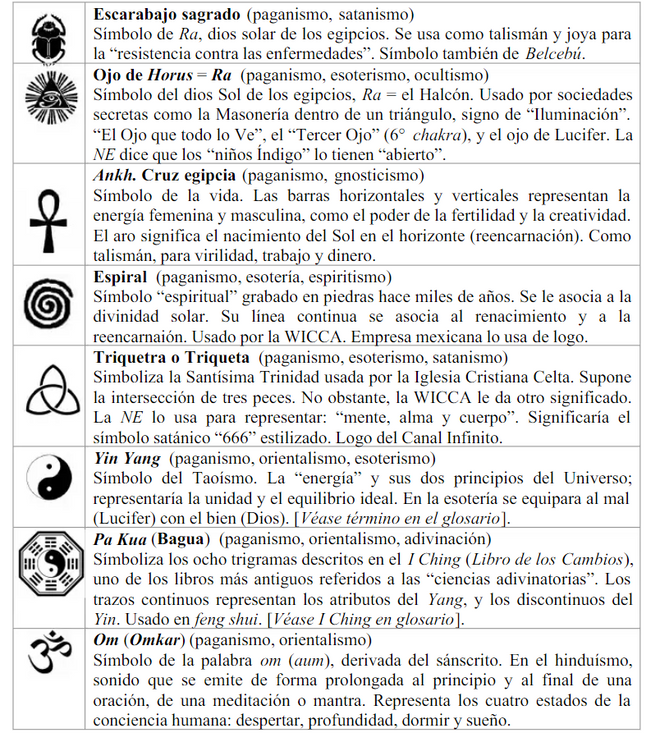 Escarabajo sagrado (paganismo, satanismo)
Símbolo de Ra, dios solar de los egipcios. Se usa como talismán y joya para
la “resistencia contra las enfermedades”. Símbolo también de Belcebú.
Ojo de Horus = Ra (paganismo, esoterismo, ocultismo)
Símbolo del dios Sol de los egipcios, Ra = el Halcón. Usado por sociedades
secretas como la Masonería dentro de un triángulo, signo de “Iluminación”.
“El Ojo que todo lo Ve”, el “Tercer Ojo” (6° chakra), y el ojo de Lucifer. La
NE dice que los “niños Índigo” lo tienen “abierto”.
Ankh. Cruz egipcia (paganismo, gnosticismo)
Símbolo de la vida. Las barras horizontales y verticales representan la
energía femenina y masculina, como el poder de la fertilidad y la creatividad.
El aro significa el nacimiento del Sol en el horizonte (reencarnación). Como
talismán, para virilidad, trabajo y dinero.
Espiral (paganismo, esotería, espiritismo)
Símbolo “espiritual” grabado en piedras hace miles de años. Se le asocia a la
divinidad solar. Su línea continua se asocia al renacimiento y a la
reencarnaión. Usado por la WICCA. Empresa mexicana lo usa de logo.
Triquetra o Triqueta (paganismo, esoterismo, satanismo)
Simboliza la Santísima Trinidad usada por la Iglesia Cristiana Celta. Supone
la intersección de tres peces. No obstante, la WICCA le da otro significado.
La NE lo usa para representar: “mente, alma y cuerpo”. Significaría el
símbolo satánico “666” estilizado. Logo del Canal Infinito.
Yin Yang (paganismo, orientalismo, esoterismo)
Símbolo del Taoísmo. La “energía” y sus dos principios del Universo;
representaría la unidad y el equilibrio ideal. En la esotería se equipara al mal
(Lucifer) con el bien (Dios). [Véase término en el glosario].
Pa Kua (Bagua) (paganismo, orientalismo, adivinación)
Símboliza los ocho trigramas descritos en el I Ching (Libro de los Cambios),
uno de los libros más antiguos referidos a las “ciencias adivinatorias”. Los
trazos continuos representan los atributos del Yang, y los discontinuos del
Yin. Usado en feng shui. [Véase I Ching en glosario].
Om (Omkar) (paganismo, orientalismo)
Símbolo de la palabra om (aum), derivada del sánscrito. En el hinduísmo,
sonido que se emite de forma prolongada al principio y al final de una
oración, de una meditación o mantra. Representa los cuatro estados de la
conciencia humana: despertar, profundidad, dormir y sueño.